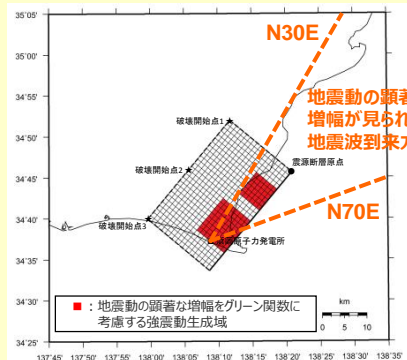 35˚05'
N30E
35˚00'
34˚55'
地震動の顕著
増幅が見られ
地震波到来方
34˚50'
破壊開始点1
震源断層原点
34˚45'
破壊開始点2
34˚40'
破壊開始点3
原子力発電所
N70E
34˚35'
34˚30'
■：地震動の顕著な増幅をグリーン関数に
考慮する強震動生成域
km
0 5 10
34˚25'
137˚45' 137˚50' 137˚55' 138˚00' 138˚05' 138˚10' 138˚15' 138˚20' 138˚25' 138˚30' 138˚35'